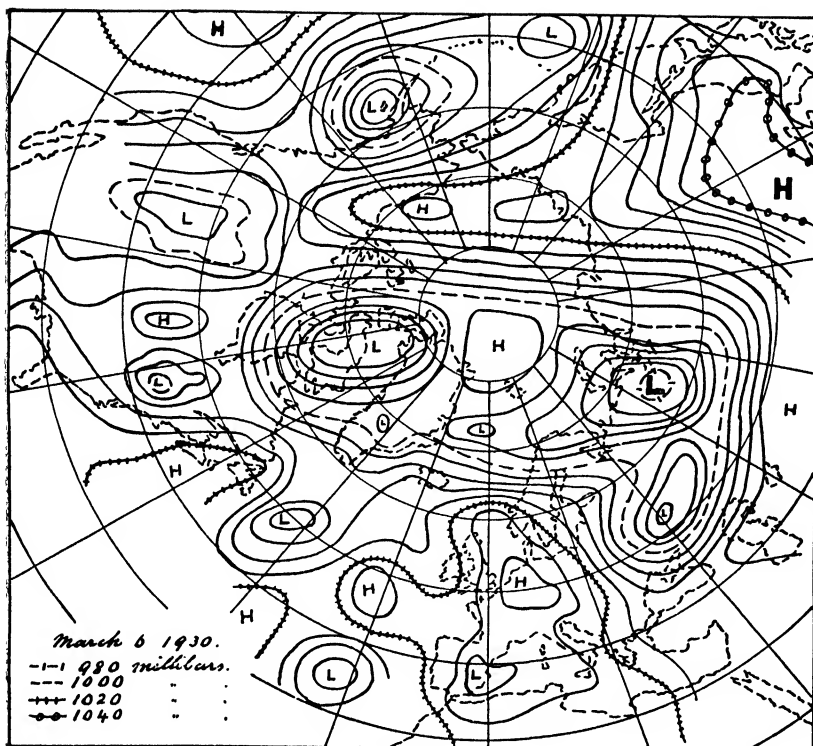 H
L
L
H
H
L
H
L
H
L
L
H
L
L
H
L
L
H
H
H
L
L
March 6 1930.
980 millibars.
1000 " .
1020 " .
1040 " .